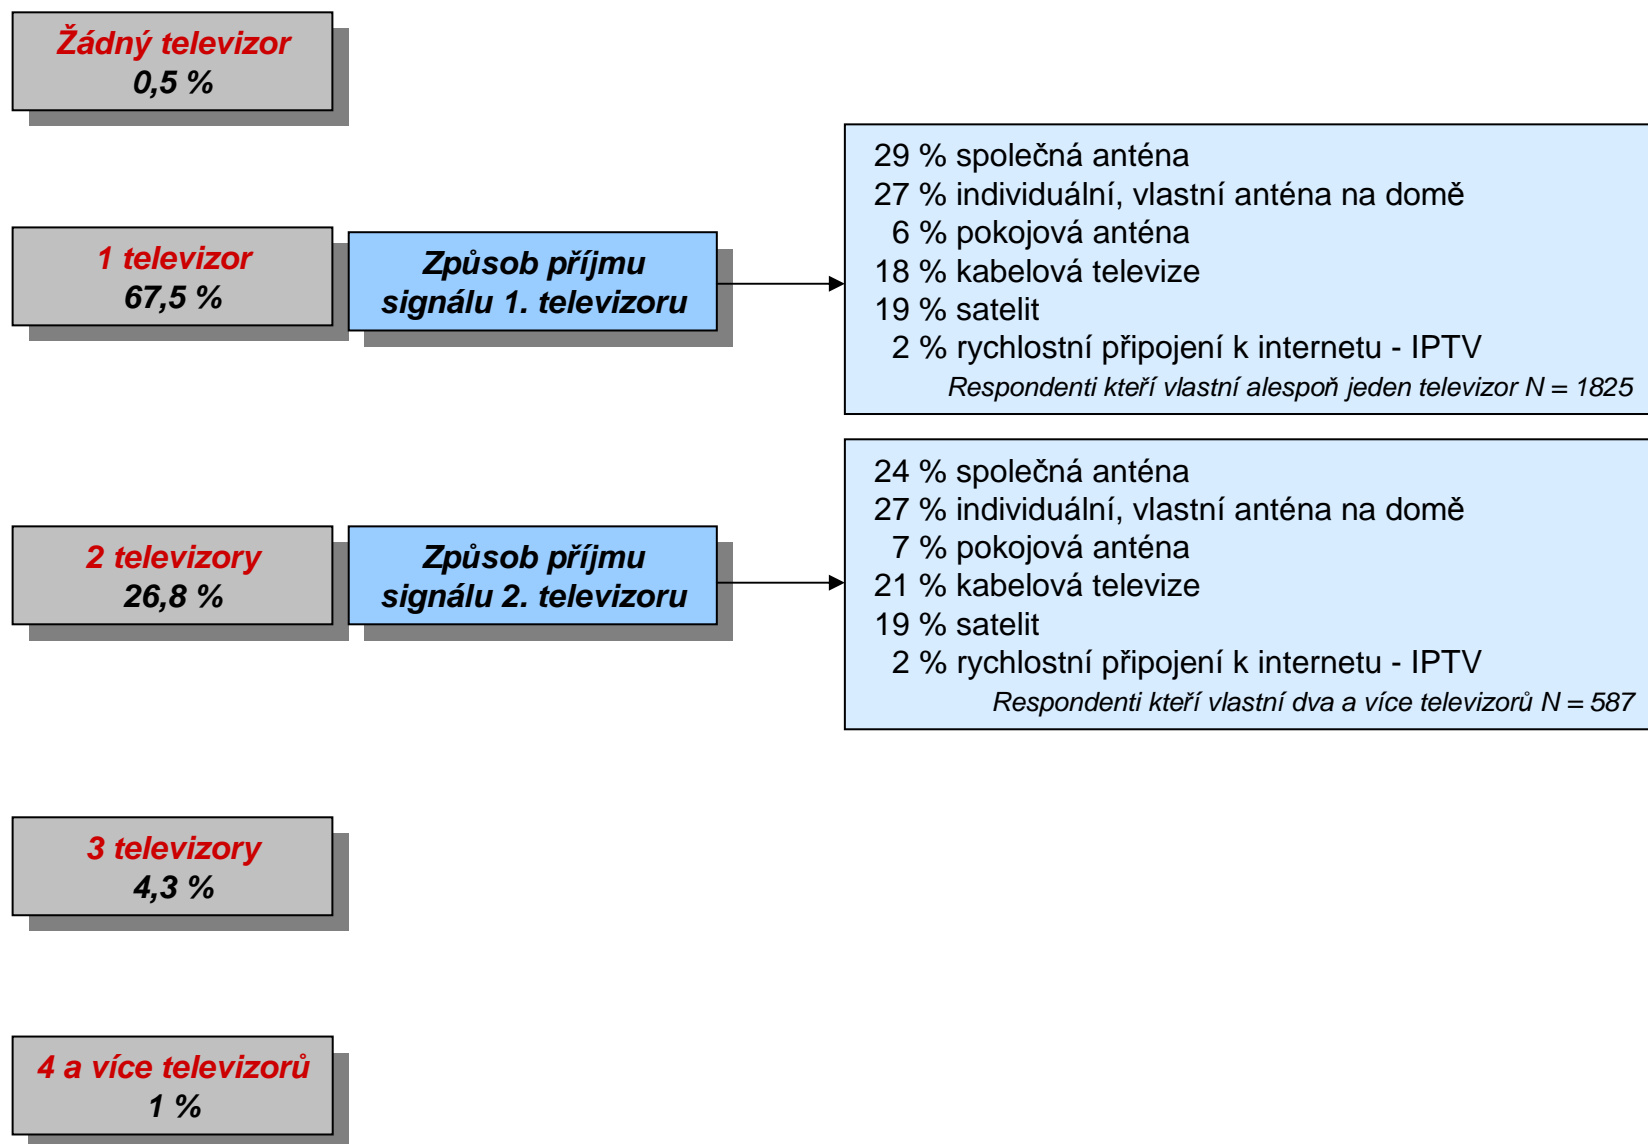 Žádný televizor
0,5 %
1 televizor
67,5 %
Způsob příjmu
signálu 1. televizoru
29 % společná anténa
27 % individuální, vlastní anténa na domě
6 % pokojová anténa
18 % kabelová televize
19 % satelit
2 % rychlostní připojení k internetu - IPTV
Respondenti kteří vlastní alespoň jeden televizor N = 1825
2 televizory
26,8 %
Způsob příjmu
signálu 2. televizoru
24 % společná anténa
27 % individuální, vlastní anténa na domě
7 % pokojová anténa
21 % kabelová televize
19 % satelit
2 % rychlostní připojení k internetu - IPTV
Respondenti kteří vlastní dva a více televizorů N = 587
3 televizory
4,3 %
4 a více televizorů
1 %